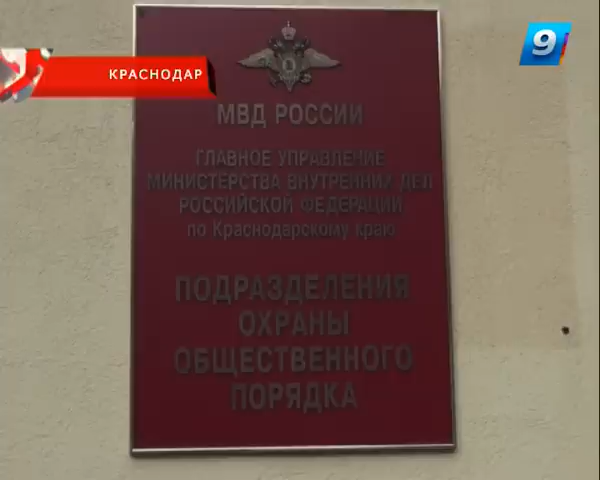 КРАСНОДАР
9
МВД РОССИИ
ГЛАВНОЕ УПРАВЛЕНИЕ
МИНИСТЕРСТВА ВНУТРЕННИХ ДЕЛ
РОССИЙСКОЙ ФЕДЕРАЦИИ
по Краснодарскому краю
ПОДРАЗДЕЛЕНИЯ
ОХРАНЫ
ОБЩЕСТВЕННОГО
ПОРЯДКА